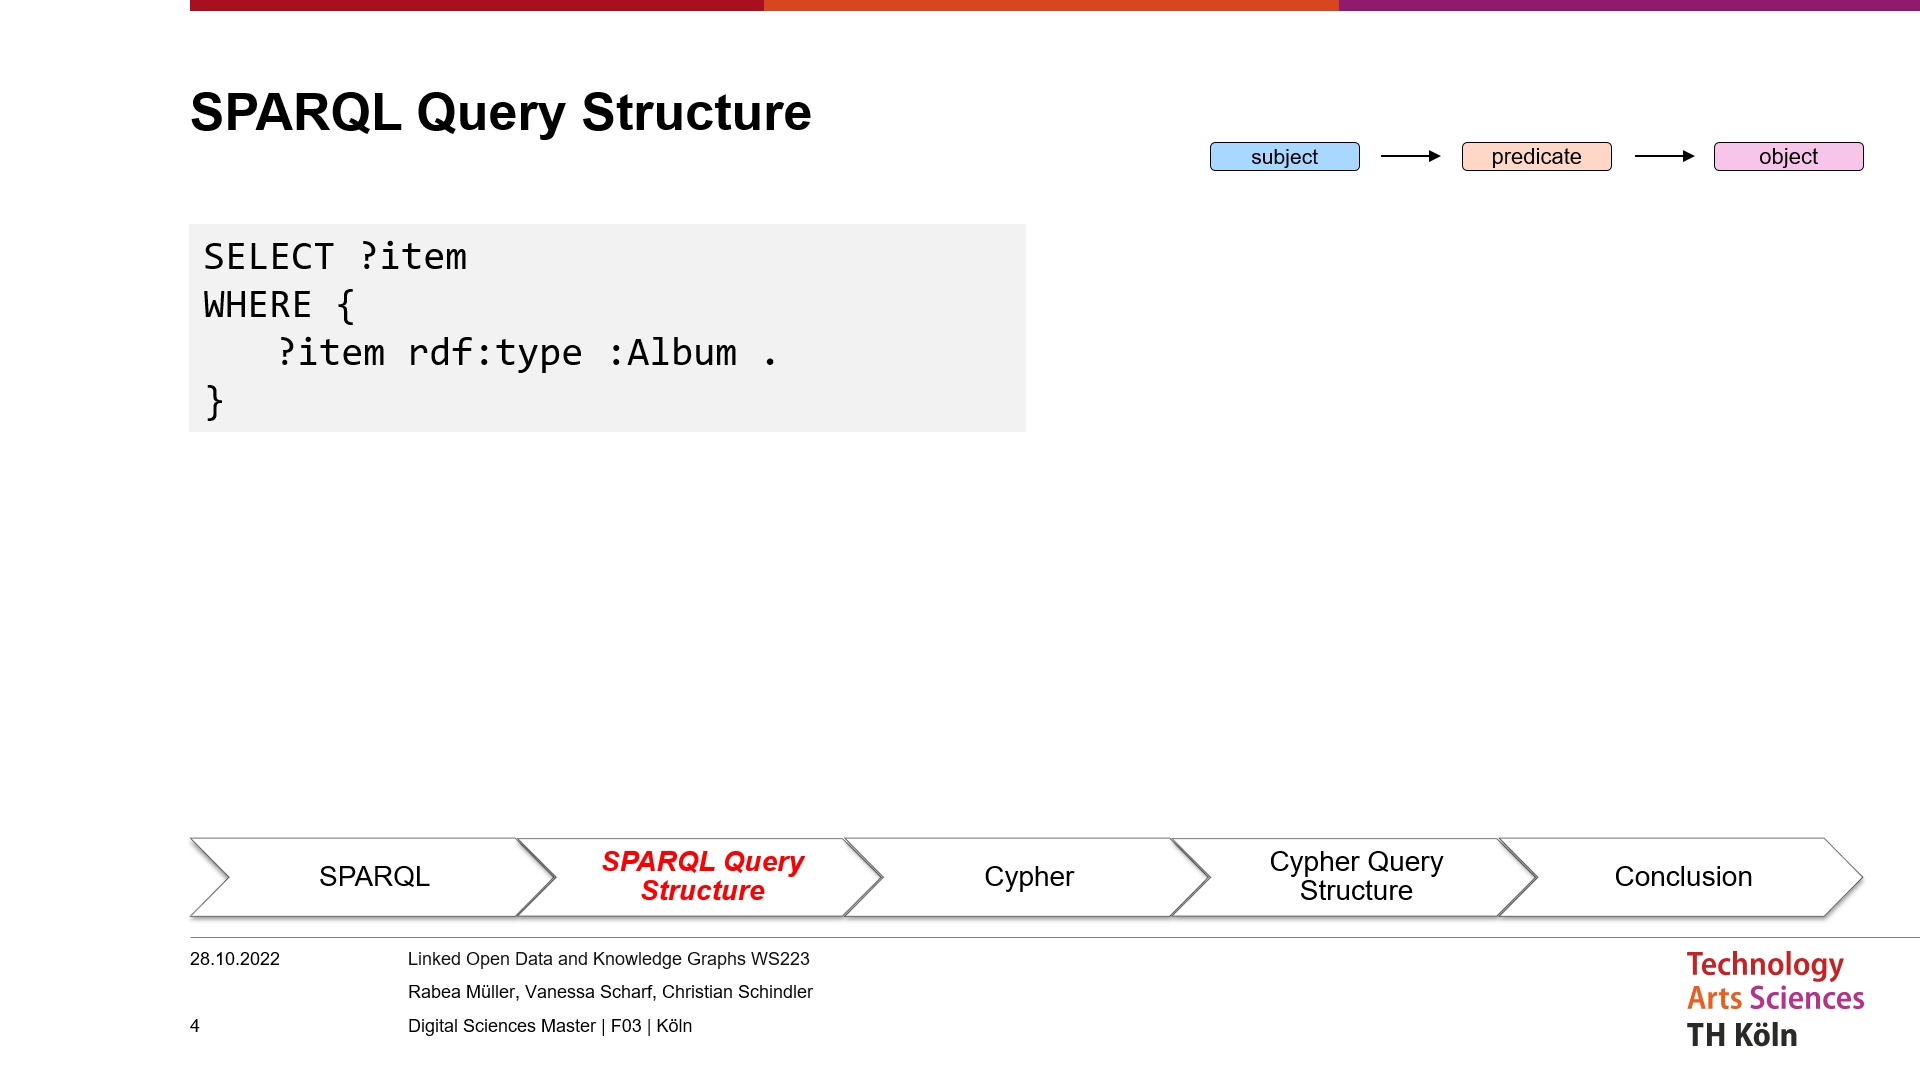 SPARQL Query Structure
subject
predicate
object
SELECT ?item
WHERE {
?item rdf:type :Album .
}
SPARQL
SPARQL Query
Structure
Cypher
Cypher Query
Structure
Conclusion
28.10.2022
Linked Open Data and Knowledge Graphs WS223
Rabea Müller, Vanessa Scharf, Christian Schindler
4
Digital Sciences Master | F03 | Köln
Technology
Arts Sciences
TH Köln